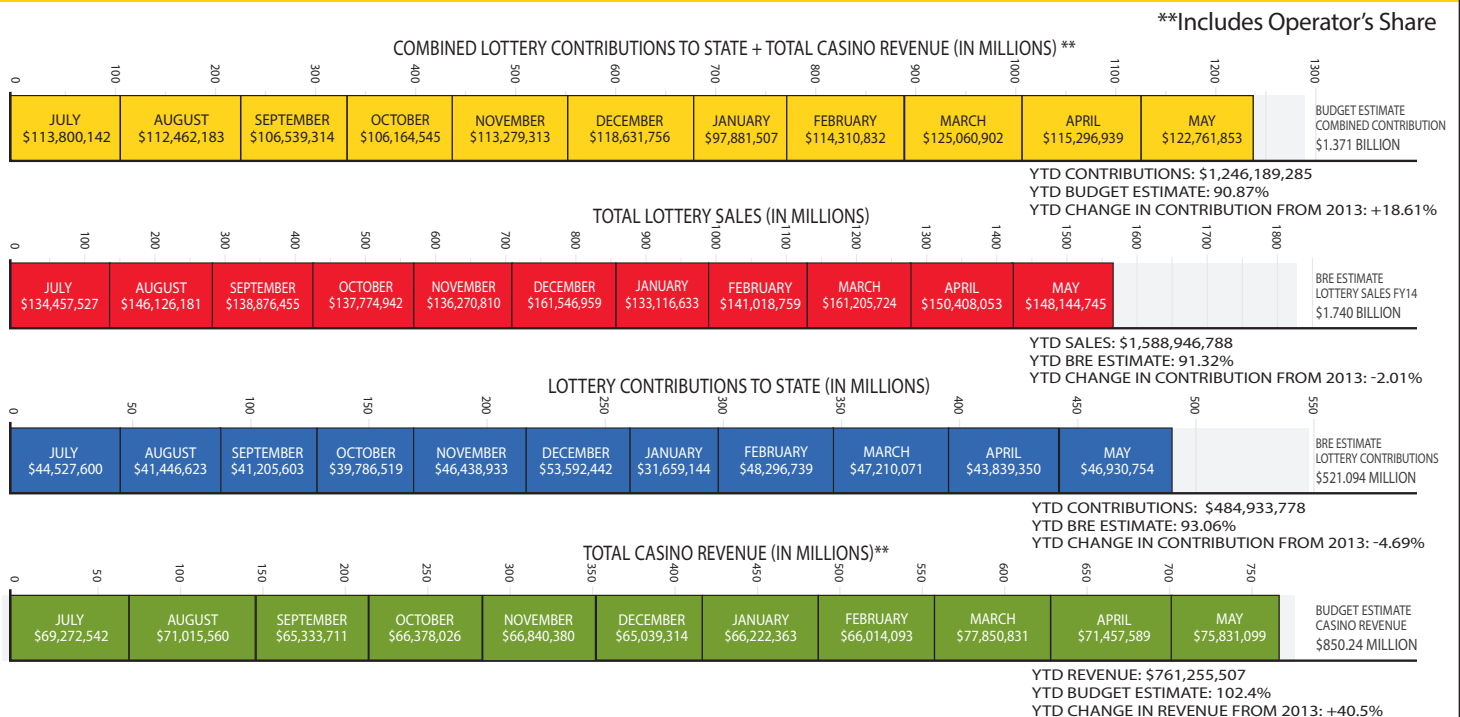 **Includes Operator's Share
COMBINED LOTTERY CONTRIBUTIONS TO STATE + TOTAL CASINO REVENUE (IN MILLIONS) **
0 100 200 300 400 500 600 700 800 900 1000 1100 1200 1300
JULY AUGUST SEPTEMBER OCTOBER NOVEMBER DECEMBER JANUARY FEBRUARY MARCH APRIL MAY
$113,800,142 $112,462,183 $106,539,314 $106,164,545 $113,279,313 $118,631,756 $97,881,507 $114,310,832 $125,060,902 $115,296,939 $122,761,853
BUDGET ESTIMATE
COMBINED CONTRIBUTION
$1.371 BILLION
YTD CONTRIBUTIONS: $1,246,189,285
YTD BUDGET ESTIMATE: 90.87%
YTD CHANGE IN CONTRIBUTION FROM 2013: +18.61%
TOTAL LOTTERY SALES (IN MILLIONS)
0 100 200 300 400 500 600 700 800 900 1000 1100 1200 1300 1400 1500 1600 1700 1800
JULY AUGUST SEPTEMBER OCTOBER NOVEMBER DECEMBER JANUARY FEBRUARY MARCH APRIL MAY
$134,457,527 $146,126,181 $138,876,455 $137,774,942 $136,270,810 $161,546,959 $133,116,633 $141,018,759 $161,205,724 $150,408,053 $148,144,745
BRE ESTIMATE
LOTTERY SALES FY14
$1.740 BILLION
YTD SALES: $1,588,946,788
YTD BRE ESTIMATE: 91.32%
YTD CHANGE IN CONTRIBUTION FROM 2013: -2.01%
LOTTERY CONTRIBUTIONS TO STATE (IN MILLIONS)
0 50 100 150 200 250 300 350 400 450 500 550
JULY AUGUST SEPTEMBER OCTOBER NOVEMBER DECEMBER JANUARY FEBRUARY MARCH APRIL MAY
$44,527,600 $41,446,623 $41,205,603 $39,786,519 $46,438,933 $53,592,442 $31,659,144 $48,296,739 $47,210,071 $43,839,350 $46,930,754
BRE ESTIMATE
LOTTERY CONTRIBUTIONS
$521.094 MILLION
YTD CONTRIBUTIONS: $484,933,778
YTD BRE ESTIMATE: 93.06%
YTD CHANGE IN CONTRIBUTION FROM 2013: -4.69%
TOTAL CASINO REVENUE (IN MILLIONS)**
0 50 100 150 200 250 300 350 400 450 500 550 600 650 700 750
JULY AUGUST SEPTEMBER OCTOBER NOVEMBER DECEMBER JANUARY FEBRUARY MARCH APRIL MAY
$69,272,542 $71,015,560 $65,333,711 $66,378,026 $66,840,380 $65,039,314 $66,222,363 $66,014,093 $77,850,831 $71,457,589 $75,831,099
BUDGET ESTIMATE
CASINO REVENUE
$850.24 MILLION
YTD REVENUE: $761,255,507
YTD BUDGET ESTIMATE: 102.4%
YTD CHANGE IN REVENUE FROM 2013: +40.5%